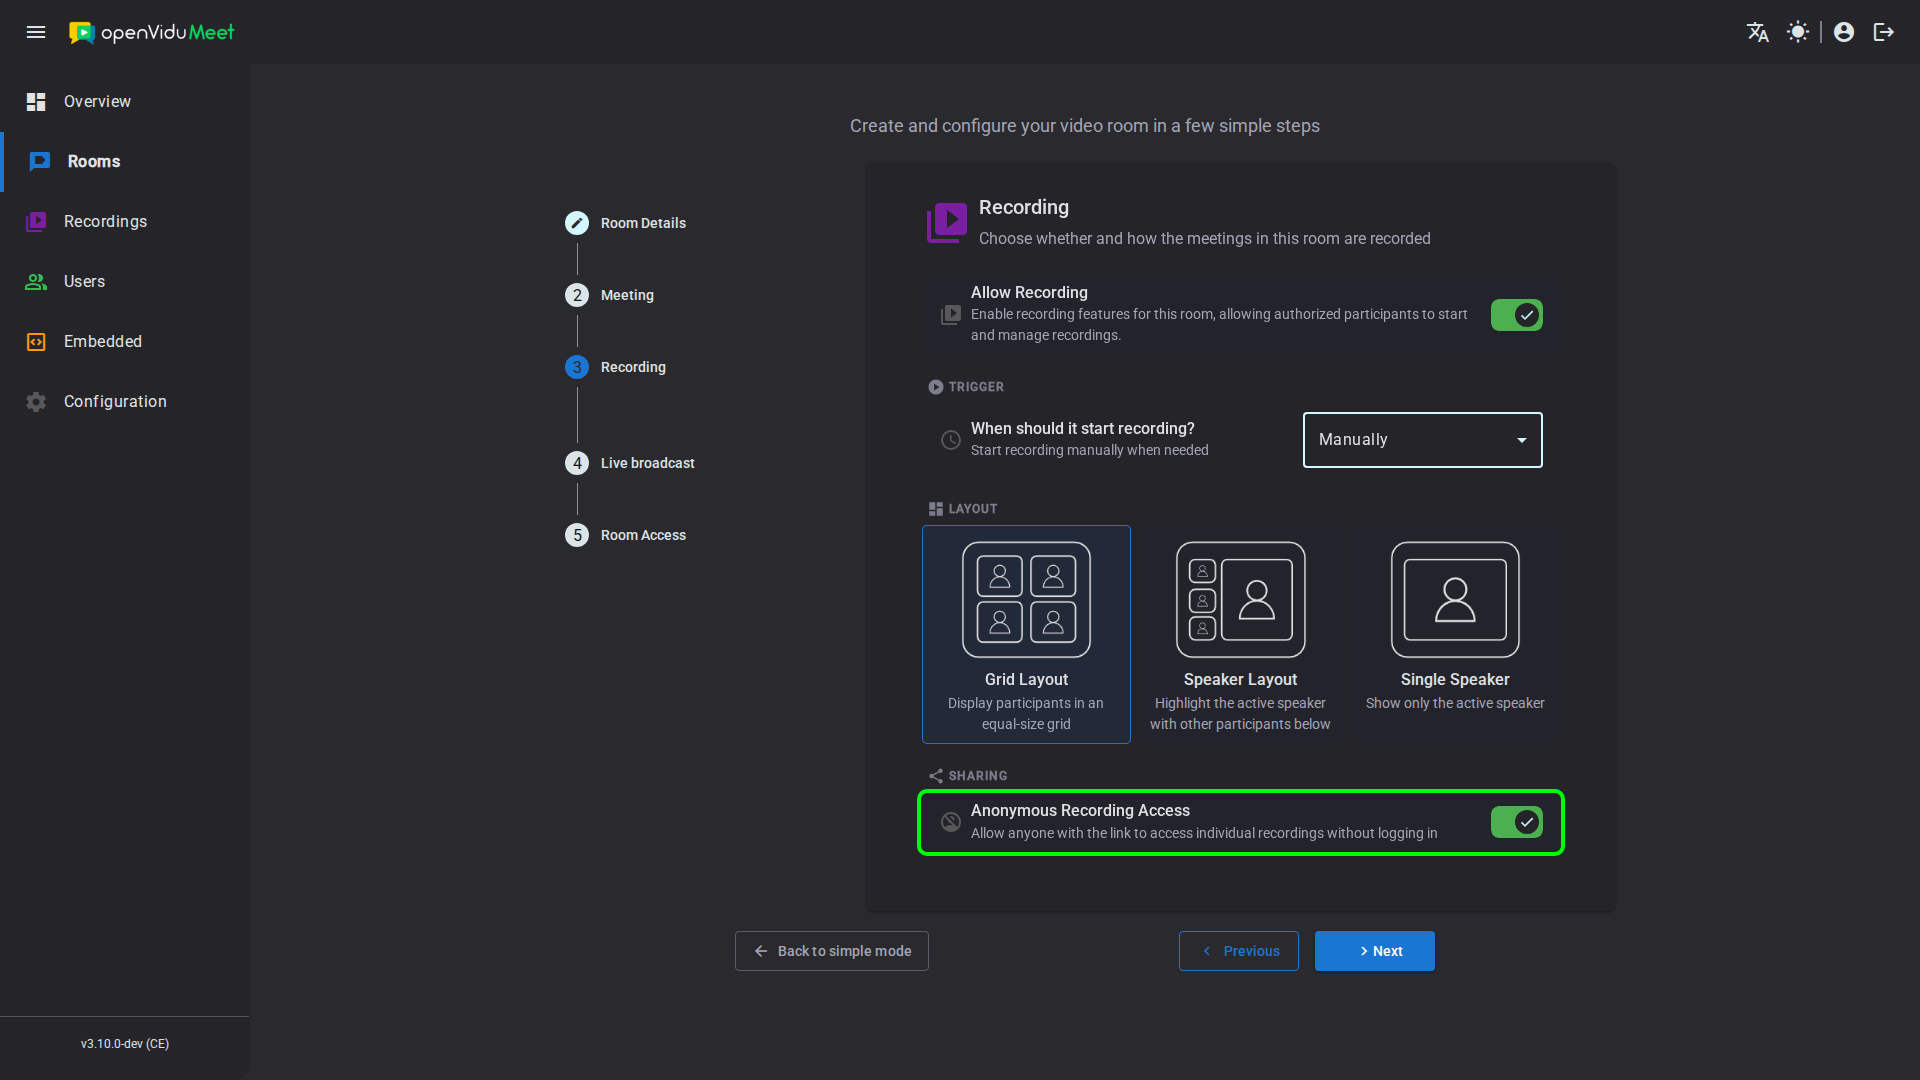 openVidu Meet
Overview
Rooms
Recordings
Users
Embedded
Configuration
v3.10.0-dev (CE)
Create and configure your video room in a few simple steps
Room Details
2 Meeting
3 Recording
4 Live broadcast
5 Room Access
Recording
Choose whether and how the meetings in this room are recorded
Allow Recording
Enable recording features for this room, allowing authorized participants to start
and manage recordings.
TRIGGER
When should it start recording?
Start recording manually when needed
Manually
LAYOUT
Grid Layout
Display participants in an
equal-size grid
Speaker Layout
Highlight the active speaker
with other participants below
Single Speaker
Show only the active speaker
SHARING
Anonymous Recording Access
Allow anyone with the link to access individual recordings without logging in
Back to simple mode
Previous
Next